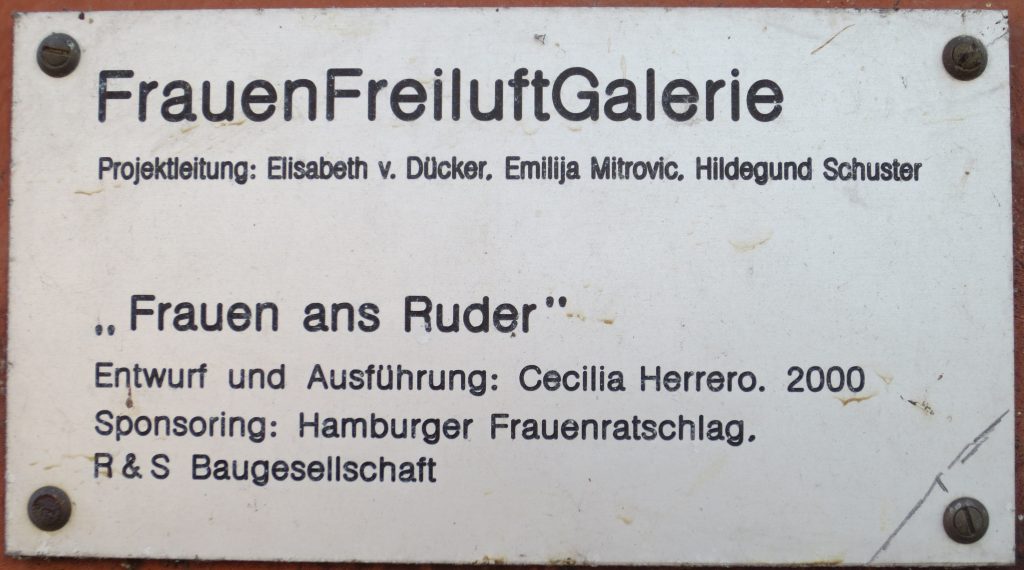 FrauenFreiluftGalerie
Projektleitung: Elisabeth v. Dücker. Emilija Mitrovic. Hildegund Schuster
„Frauen ans Ruder"
Entwurf und Ausführung: Cecilia Herrero. 2000
Sponsoring: Hamburger Frauenratschlag.
R & S Baugesellschaft